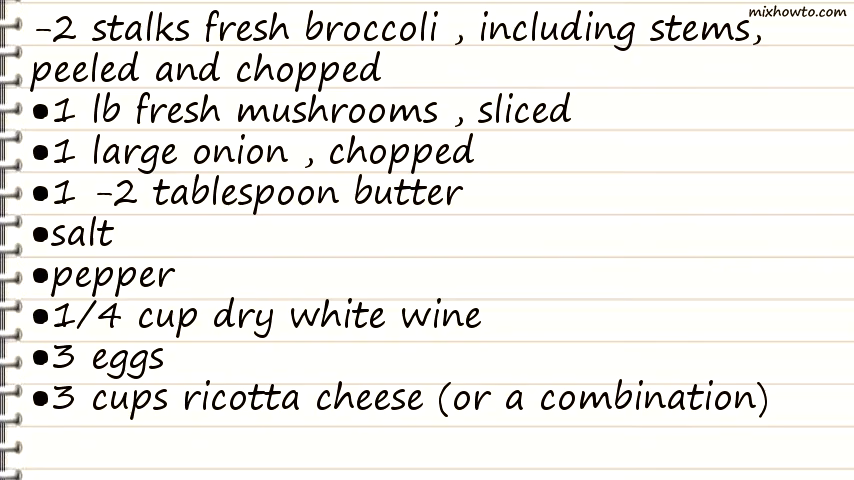 mixhowto.com
-2 stalks fresh broccoli , including stems,
peeled and chopped
•1 lb fresh mushrooms , sliced
•1 large onion , chopped
•1 -2 tablespoon butter
•salt
•pepper
•1/4 cup dry white wine
•3 eggs
•3 cups ricotta cheese (or a combination)